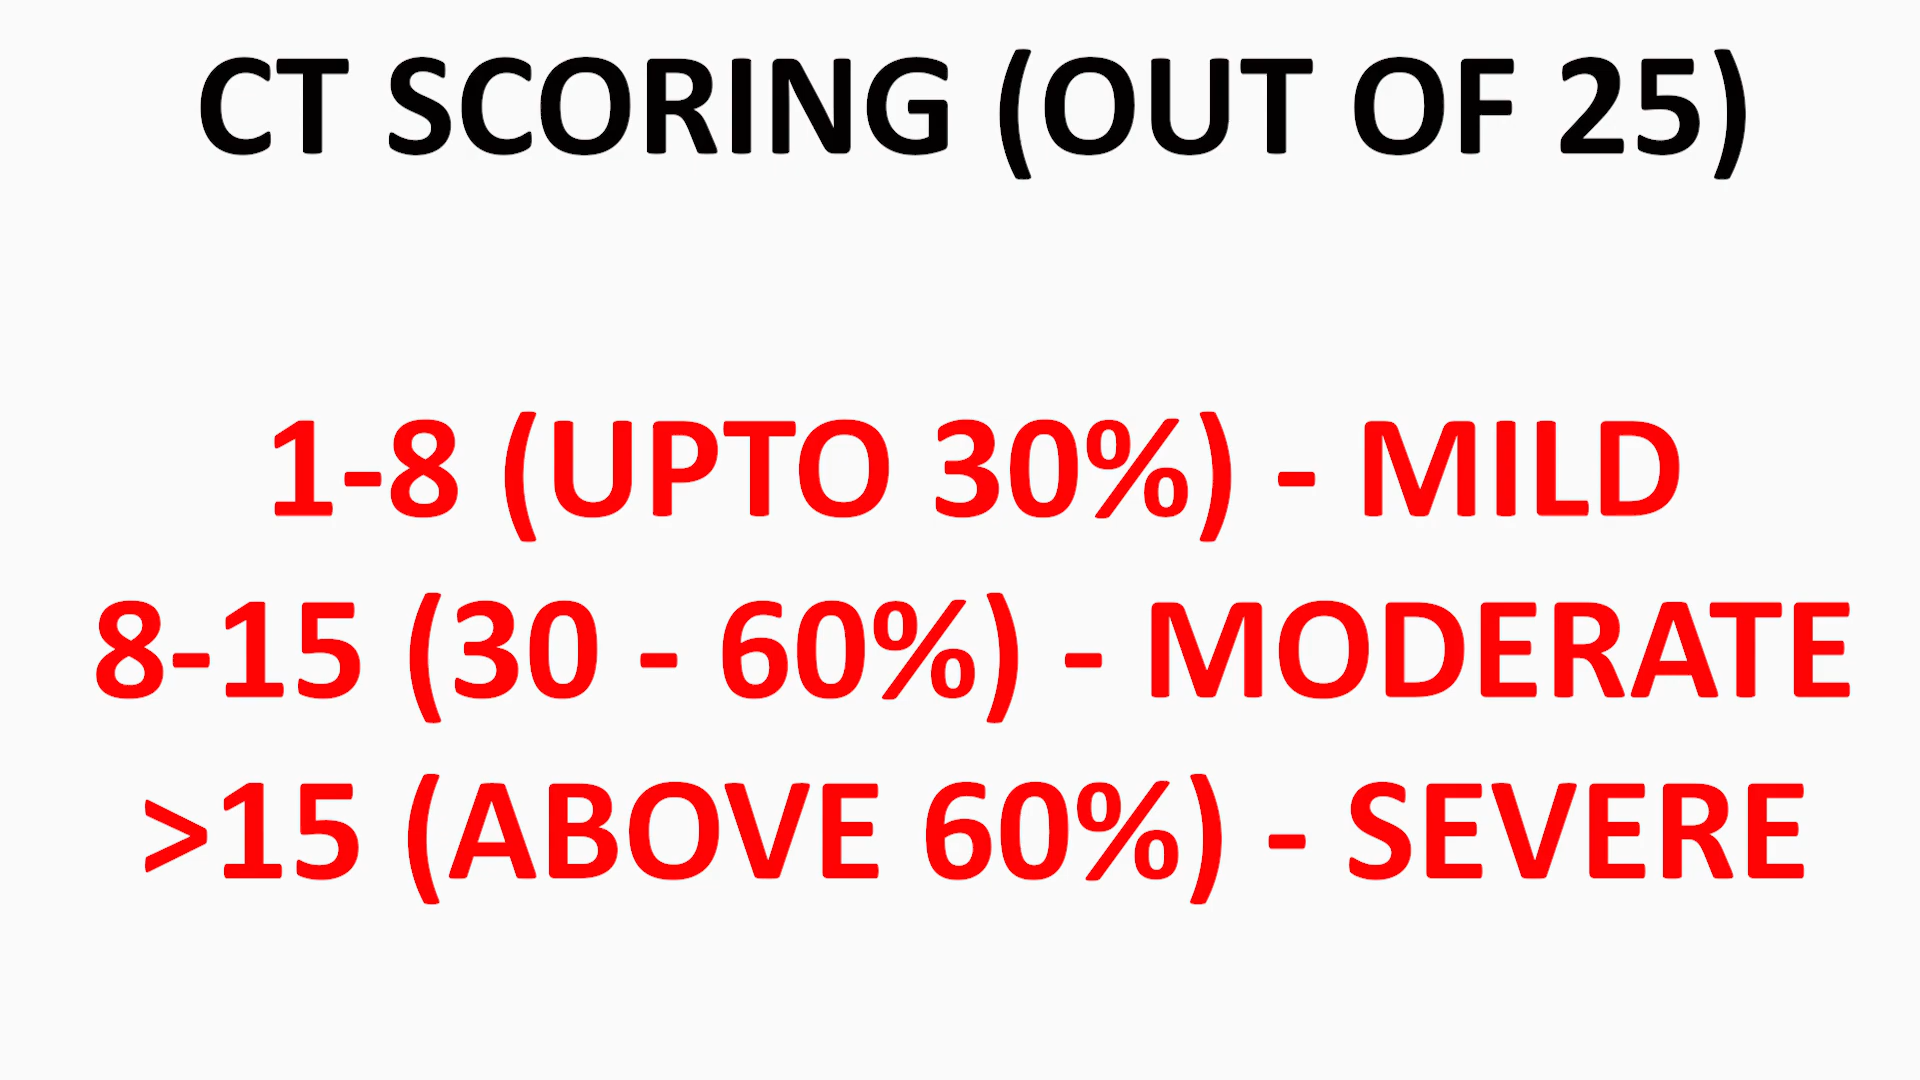 CT SCORING (OUT OF 25)
1-8 (UPTO 30%) - MILD
8-15 (30 - 60%) - MODERATE
>15 (ABOVE 60%) - SEVERE